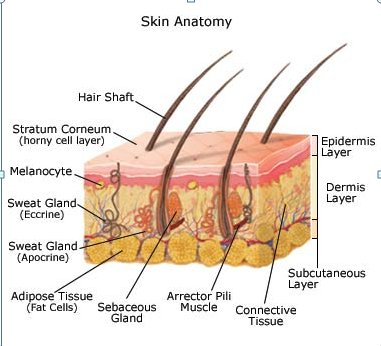 Skin Anatomy
Hair Shaft
Stratum Corneum
(horny cell layer)
Melanocyte
Sweat Gland
(Eccrine)
Sweat Gland
(Apocrine)
Adipose Tissue
(Fat Cells)
Sebaceous
Gland
Arrector Pili
Muscle
Connective
Tissue
Epidermis
Layer
Dermis
Layer
Subcutaneous
Layer